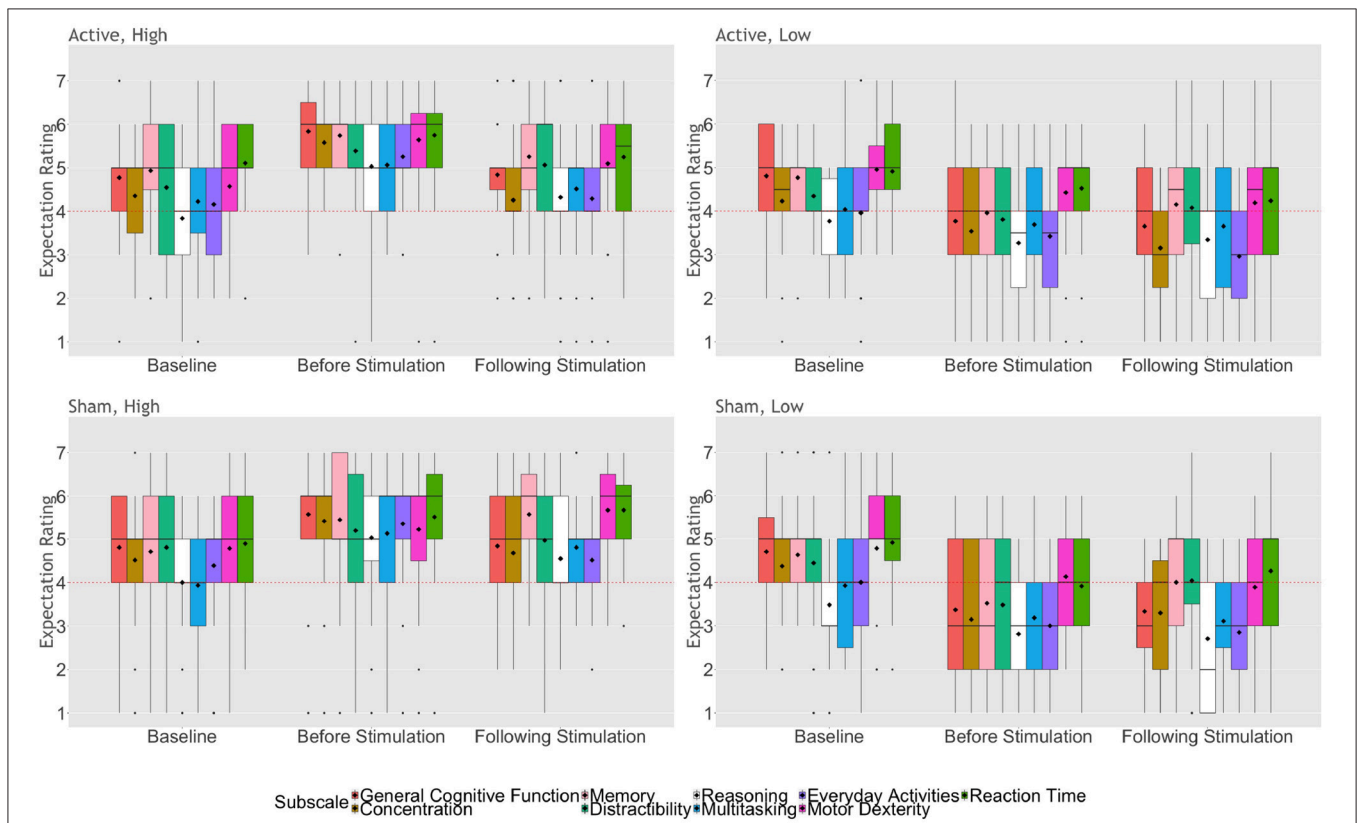 Active, High
Expectation Rating
7
6
5
4
3
2
1
Baseline Before Stimulation Following Stimulation
Active, Low
Expectation Rating
7
6
5
4
3
2
1
Baseline Before Stimulation Following Stimulation
Sham, High
Expectation Rating
7
6
5
4
3
2
1
Baseline Before Stimulation Following Stimulation
Sham, Low
Expectation Rating
7
6
5
4
3
2
1
Baseline Before Stimulation Following Stimulation
Subscale
General Cognitive Function Memory Reasoning Everyday Activities Reaction Time
Concentration Distractibility Multitasking Motor Dexterity